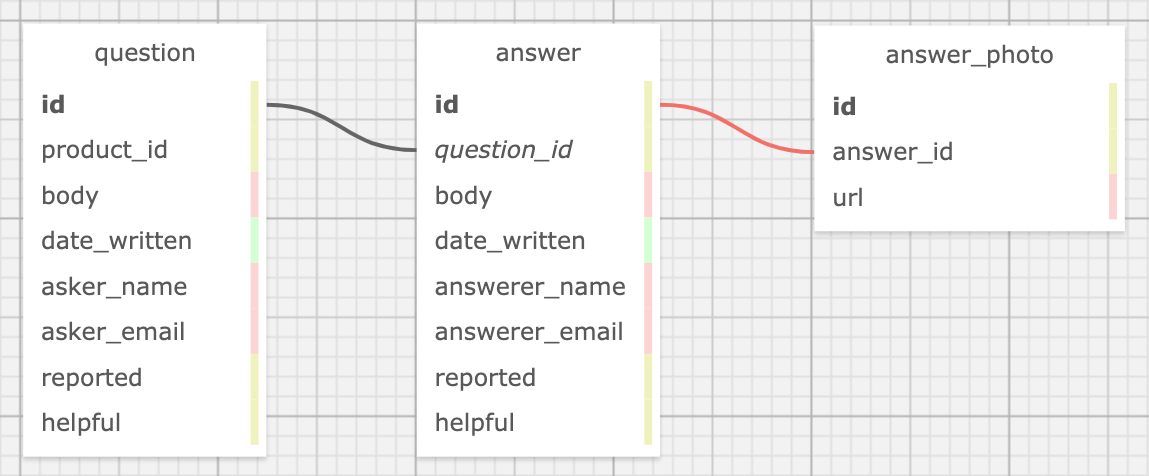 question
id
product_id
body
date_written
asker_name
asker_email
reported
helpful
answer
id
question_id
body
date_written
answerer_name
answerer_email
reported
helpful
answer_photo
id
answer_id
url